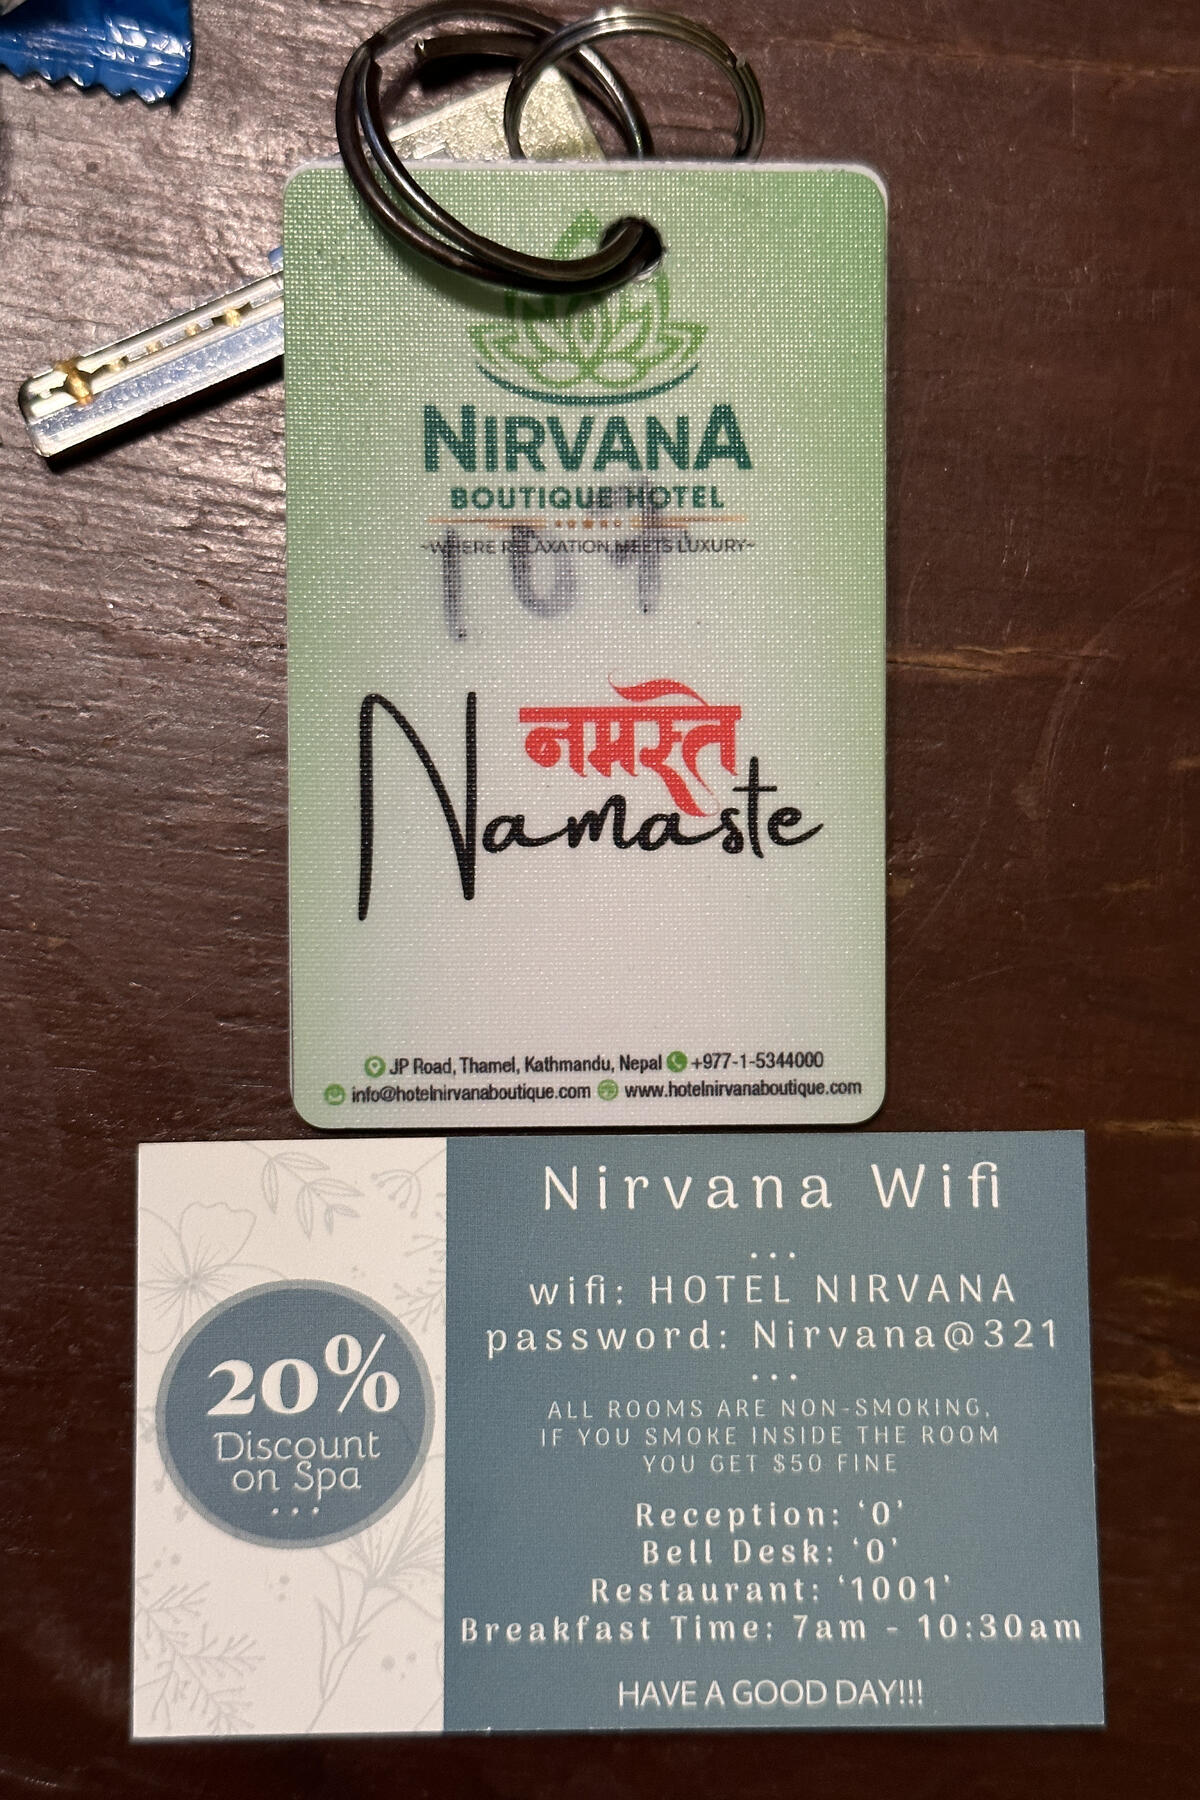 NIRVANA
BOUTIQUE HOTEL
~WHERE RELAXATION MEETS LUXURY~
नमस्ते
Namaste
JP Road, Thamel, Kathmandu, Nepal +977-1-5344000
info@hotelnirvanaboutique.com www.hotelnirvanaboutique.com
20%
Discount
on Spa
...
Nirvana Wifi
...
wifi: HOTEL NIRVANA
password: Nirvana@321
...
ALL ROOMS ARE NON-SMOKING,
IF YOU SMOKE INSIDE THE ROOM
YOU GET $50 FINE
Reception: ‘0’
Bell Desk: ‘0’
Restaurant: ‘1001’
Breakfast Time: 7am - 10:30am
HAVE A GOOD DAY!!!